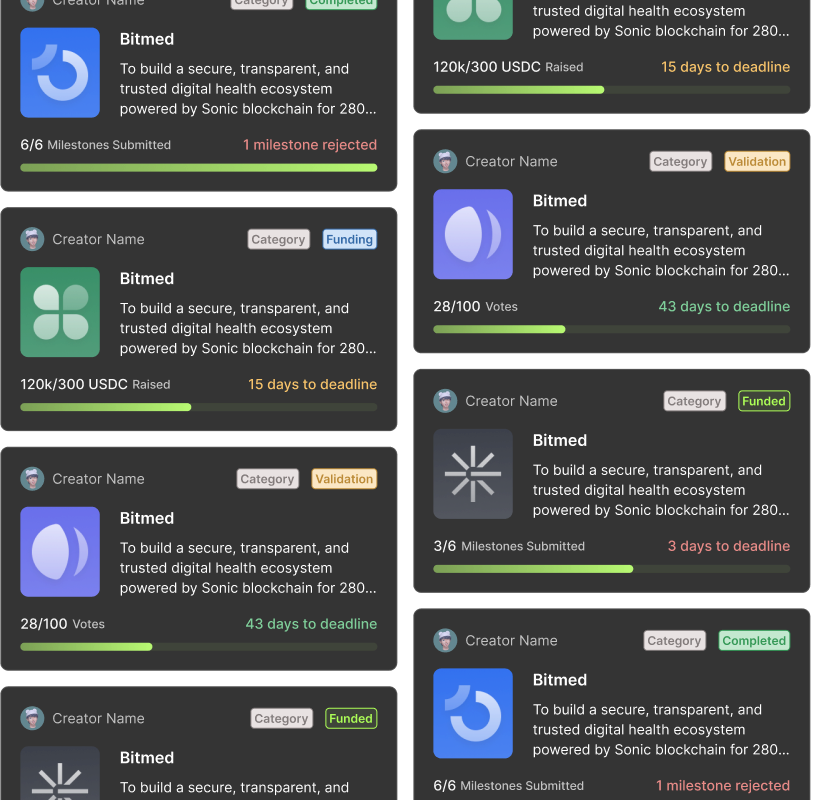 Creator Name Category Completed
Bitmed
To build a secure, transparent, and
trusted digital health ecosystem
powered by Sonic blockchain for 280...
6/6 Milestones Submitted 1 milestone rejected
Creator Name Category Funding
Bitmed
To build a secure, transparent, and
trusted digital health ecosystem
powered by Sonic blockchain for 280...
120k/300 USDC Raised 15 days to deadline
Creator Name Category Validation
Bitmed
To build a secure, transparent, and
trusted digital health ecosystem
powered by Sonic blockchain for 280...
28/100 Votes 43 days to deadline
Creator Name Category Funded
Bitmed
To build a secure, transparent, and
trusted digital health ecosystem
powered by Sonic blockchain for 280...
120k/300 USDC Raised 15 days to deadline
Creator Name Category Validation
Bitmed
To build a secure, transparent, and
trusted digital health ecosystem
powered by Sonic blockchain for 280...
28/100 Votes 43 days to deadline
Creator Name Category Funded
Bitmed
To build a secure, transparent, and
trusted digital health ecosystem
powered by Sonic blockchain for 280...
3/6 Milestones Submitted 3 days to deadline
Creator Name Category Completed
Bitmed
To build a secure, transparent, and
trusted digital health ecosystem
powered by Sonic blockchain for 280...
6/6 Milestones Submitted 1 milestone rejected